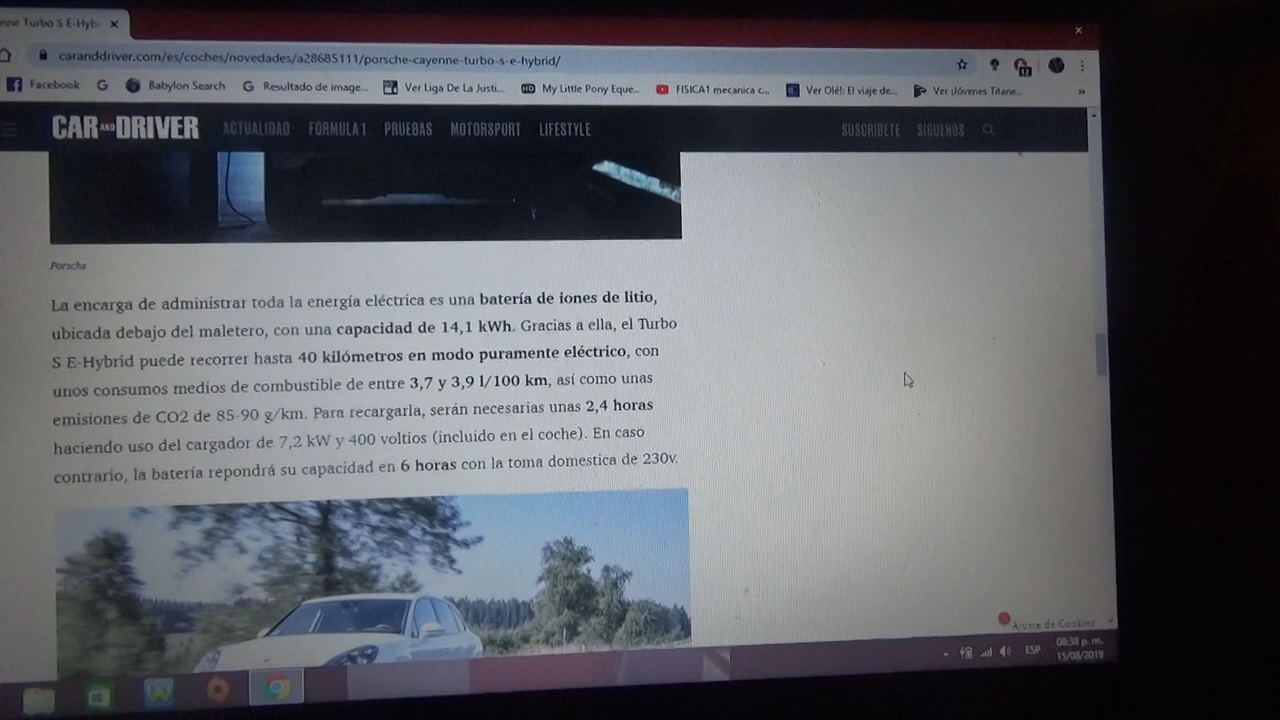 nne Turbo S E-Hyb
caranddriver.com/es/coches/novedades/a28685111/porsche-cayenne-turbo-s-e-hybrid/
12
Facebook Babylon Search Resultado de image... Ver Liga De La Justi... My Little Pony Eque... FISICA1 mecanica c... Ver Olé!: El viaje de... Ver ¡Jóvenes Titane... »
CAR AND DRIVER ACTUALIDAD FÓRMULA 1 PRUEBAS MOTORSPORT LIFESTYLE SUSCRÍBETE SÍGUENOS
Porsche
La encarga de administrar toda la energía eléctrica es una batería de iones de litio,
ubicada debajo del maletero, con una capacidad de 14,1 kWh. Gracias a ella, el Turbo
S E-Hybrid puede recorrer hasta 40 kilómetros en modo puramente eléctrico, con
unos consumos medios de combustible de entre 3,7 y 3,9 l/100 km, así como unas
emisiones de CO2 de 85-90 g/km. Para recargarla, serán necesarias unas 2,4 horas
haciendo uso del cargador de 7,2 kW y 400 voltios (incluido en el coche). En caso
contrario, la batería repondrá su capacidad en 6 horas con la toma domestica de 230v.
Ajuste de Cookies
ESP
08:38 p. m.
15/08/2019